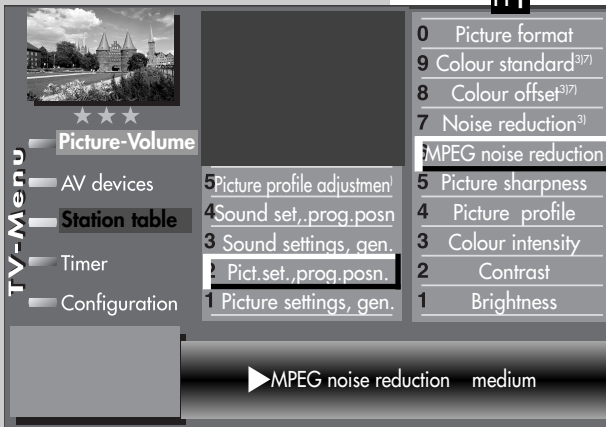 TV-Menu
Picture-Volume
AV devices
Station table
Timer
Configuration
5 Picture profile adjustmen)
4 Sound set,.prog.posn
3 Sound settings, gen.
2 Pict.set.,prog.posn.
1 Picture settings, gen.
0 Picture format
9 Colour standard3)7)
8 Colour offset3)7)
7 Noise reduction3)
MPEG noise reduction
5 Picture sharpness
4 Picture profile
3 Colour intensity
2 Contrast
1 Brightness
MPEG noise reduction medium